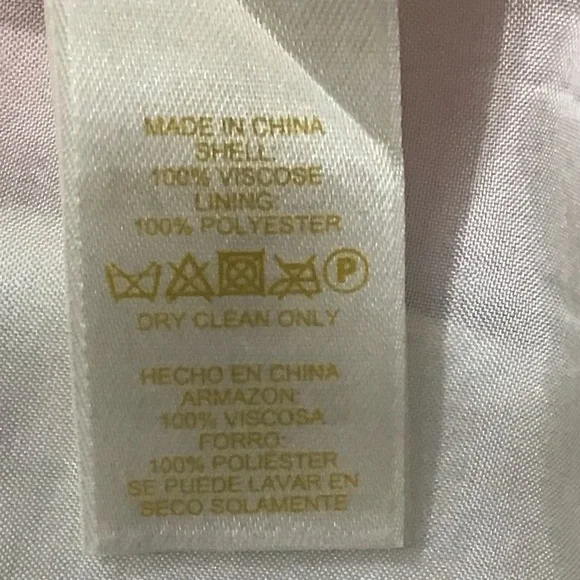 MADE IN CHINA
SHELL:
100% VISCOSE
LINING:
100% POLYESTER
P
DRY CLEAN ONLY
HECHO EN CHINA
ARMAZON:
100% VISCOSA
FORRO:
100% POLIESTER
SE PUEDE LAVAR EN
SECO SOLAMENTE